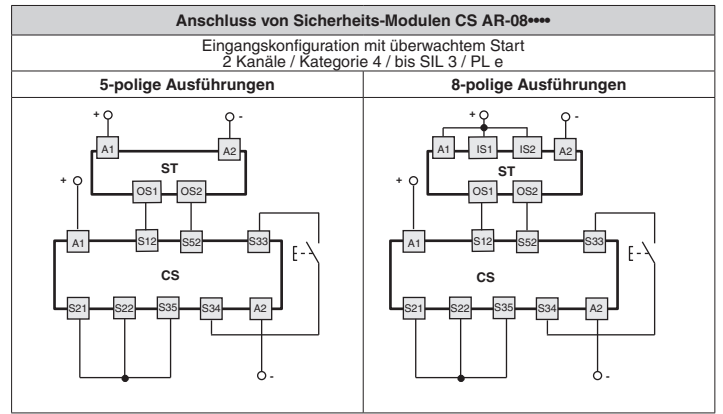 Anschluss von Sicherheits-Modulen CS AR-08••••
Eingangskonfiguration mit überwachtem Start
2 Kanäle / Kategorie 4 / bis SIL 3 / PL e
5-polige Ausführungen
8-polige Ausführungen
+ -
A1 A2
ST
OS1 OS2
+
A1 S12 S52 S33
CS
S21 S22 S35 S34 A2
-
+ -
A1 IS1 IS2 A2
ST
OS1 OS2
+
A1 S12 S52 S33
CS
S21 S22 S35 S34 A2
-